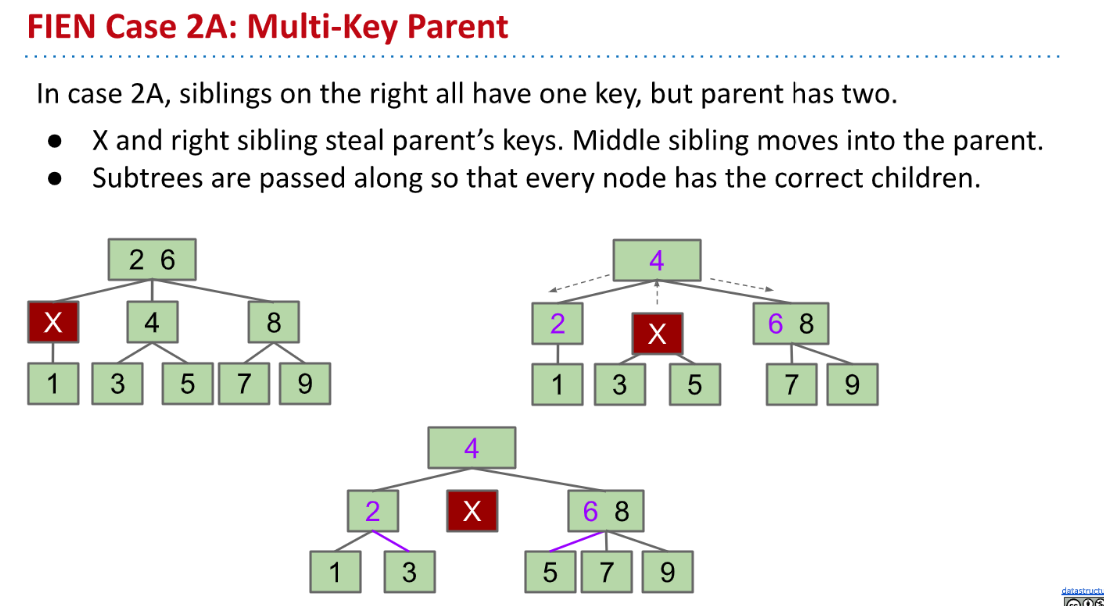 FIEN Case 2A: Multi-Key Parent
In case 2A, siblings on the right all have one key, but parent has two.
● X and right sibling steal parent’s keys. Middle sibling moves into the parent.
● Subtrees are passed along so that every node has the correct children.
2 6
X 4 8
1 3 5 7 9
4
2 X 6 8
1 3 5 7 9
4
2 X 6 8
1 3 5 7 9
datastructu